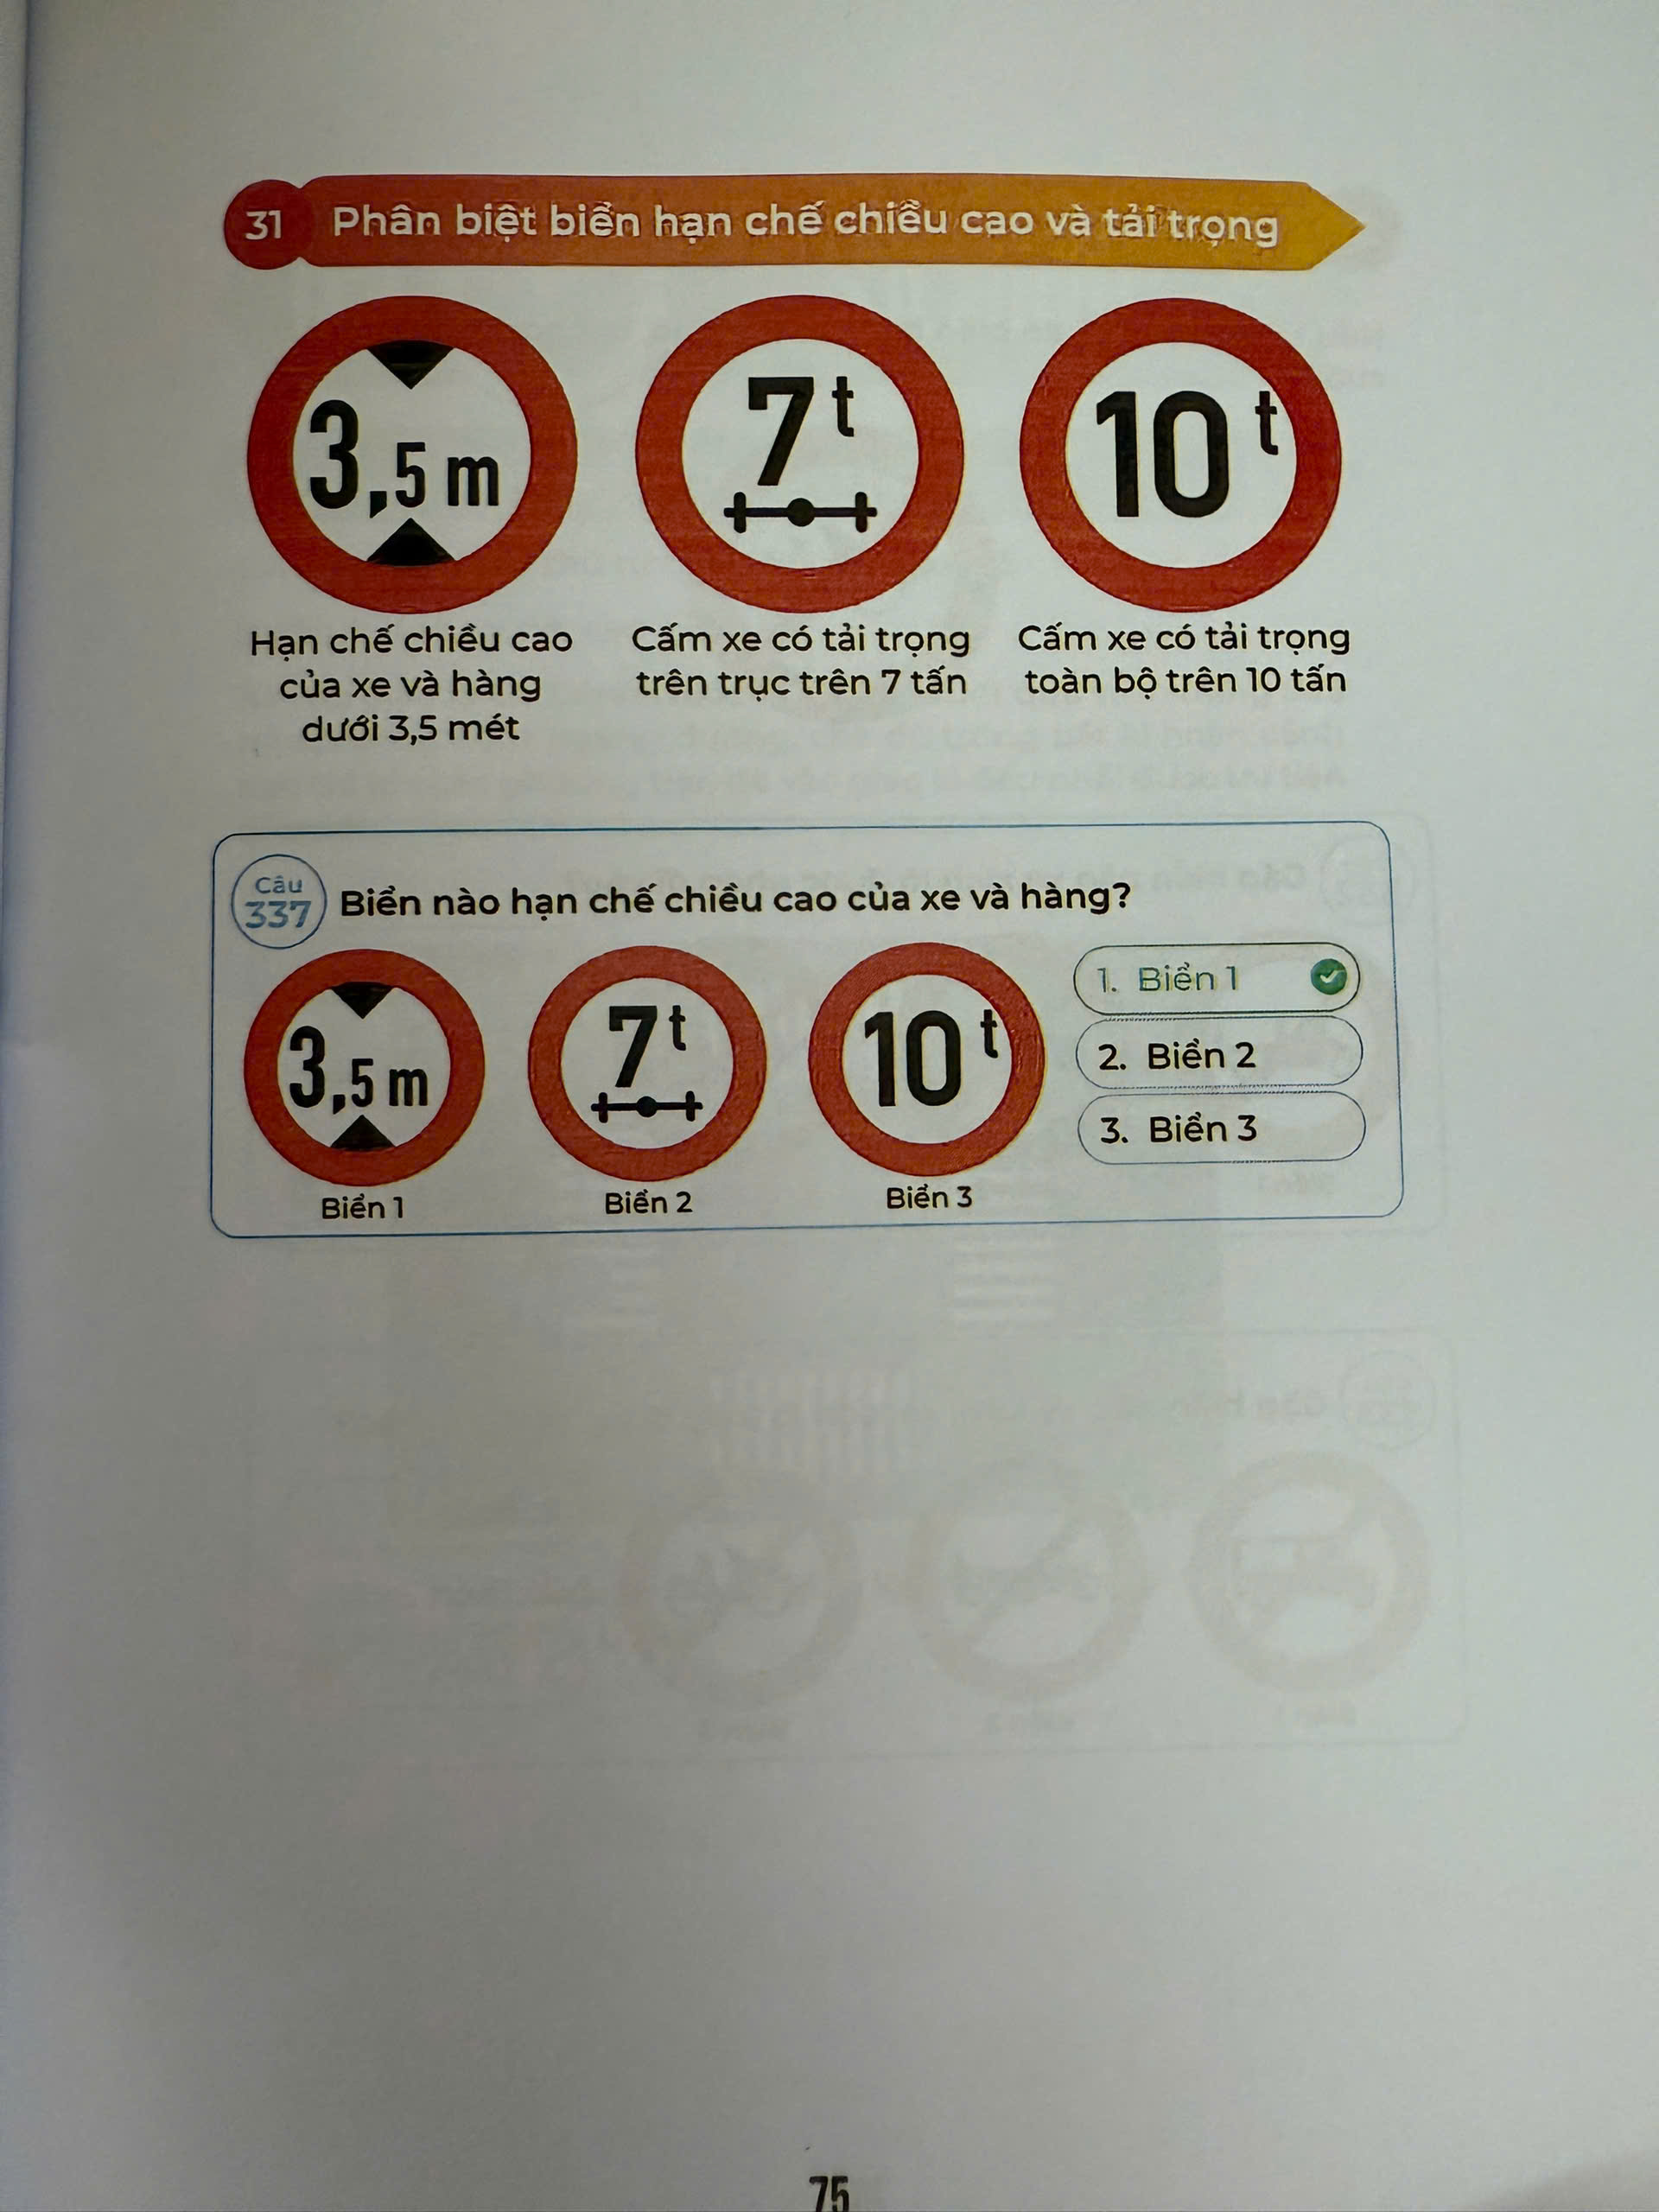 31 Phân biệt biển hạn chế chiều cao và tải trọng
3,5 m
7 t
10 t
Hạn chế chiều cao
của xe và hàng
dưới 3,5 mét
Cấm xe có tải trọng
trên trục trên 7 tấn
Cấm xe có tải trọng
toàn bộ trên 10 tấn
Câu
337
Biển nào hạn chế chiều cao của xe và hàng?
3,5 m
7 t
10 t
Biển 1
Biển 2
Biển 3
1. Biển 1
2. Biển 2
3. Biển 3
75